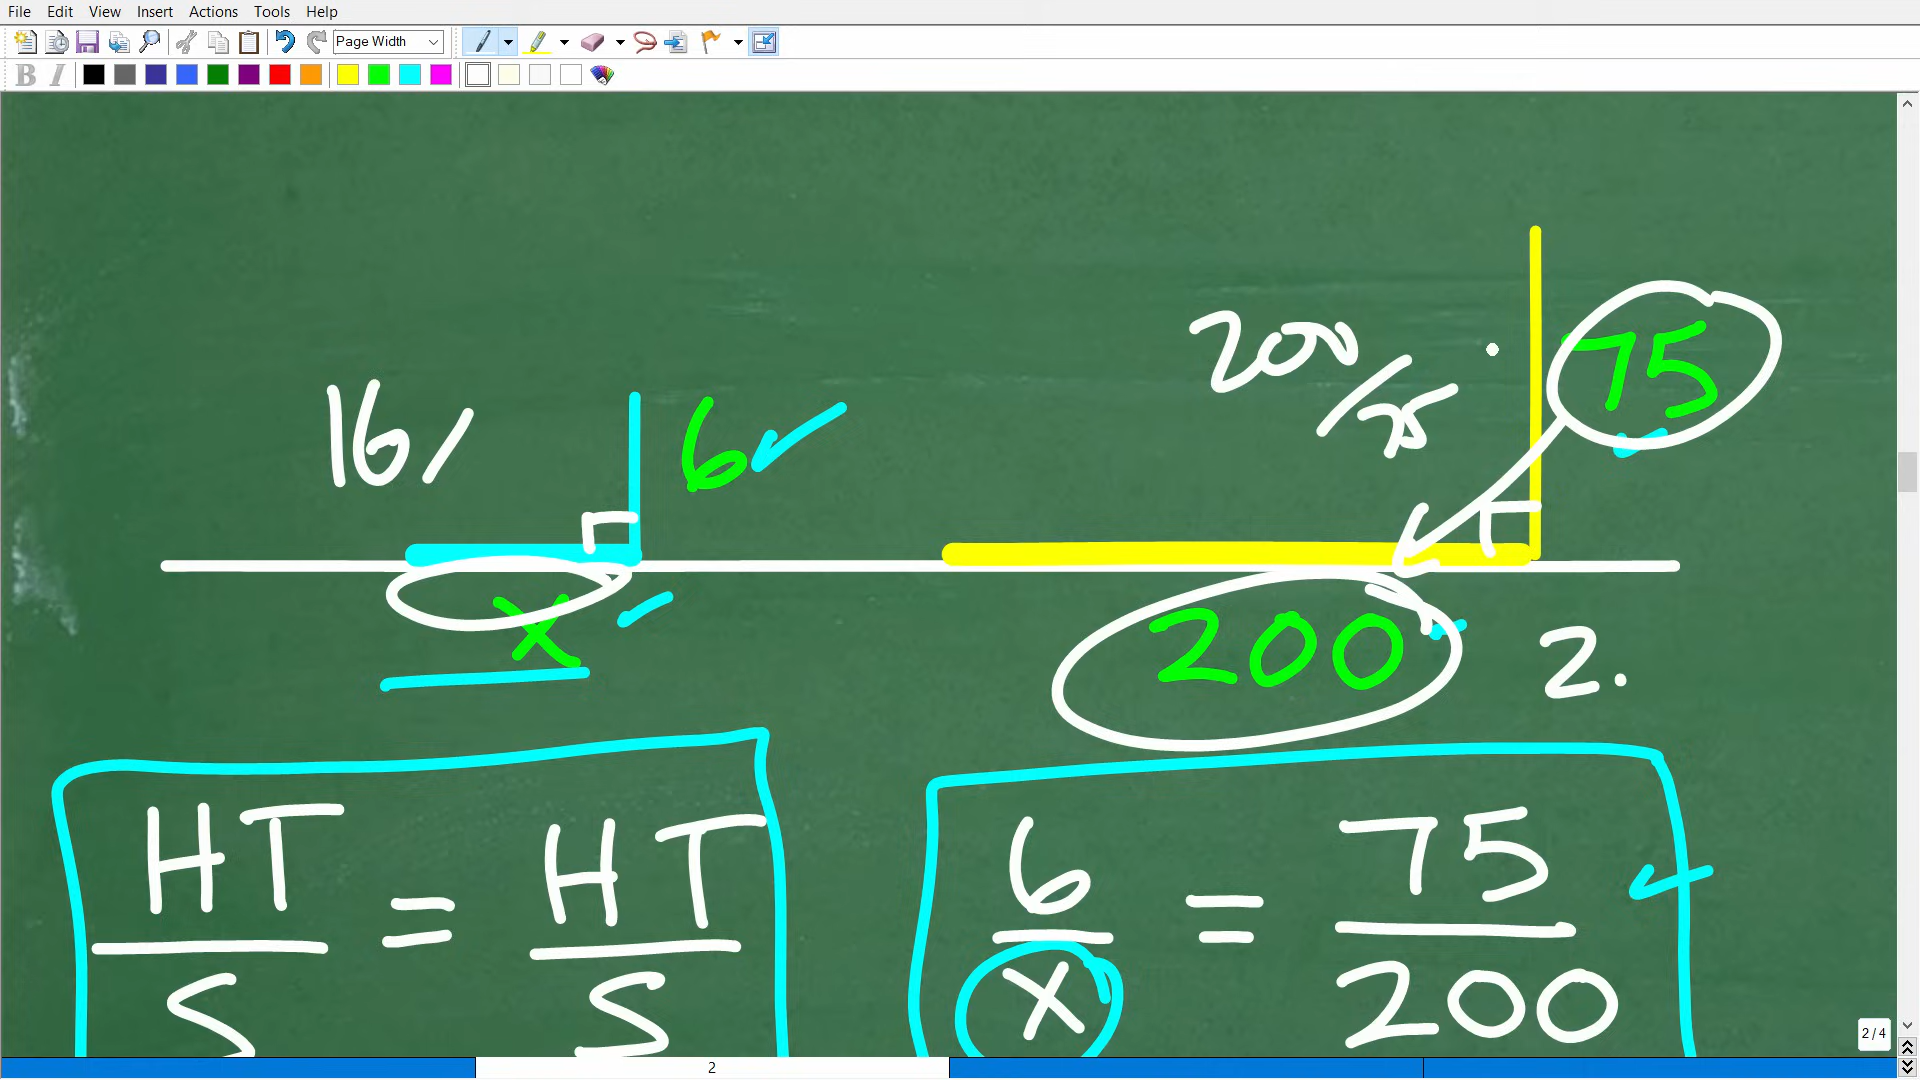 File Edit View Insert Actions Tools Help
Page Width
B I
200/75
75
16/
6
x
200
2.
HT/S = HT/S
6/x = 75/200
2 / 4
2